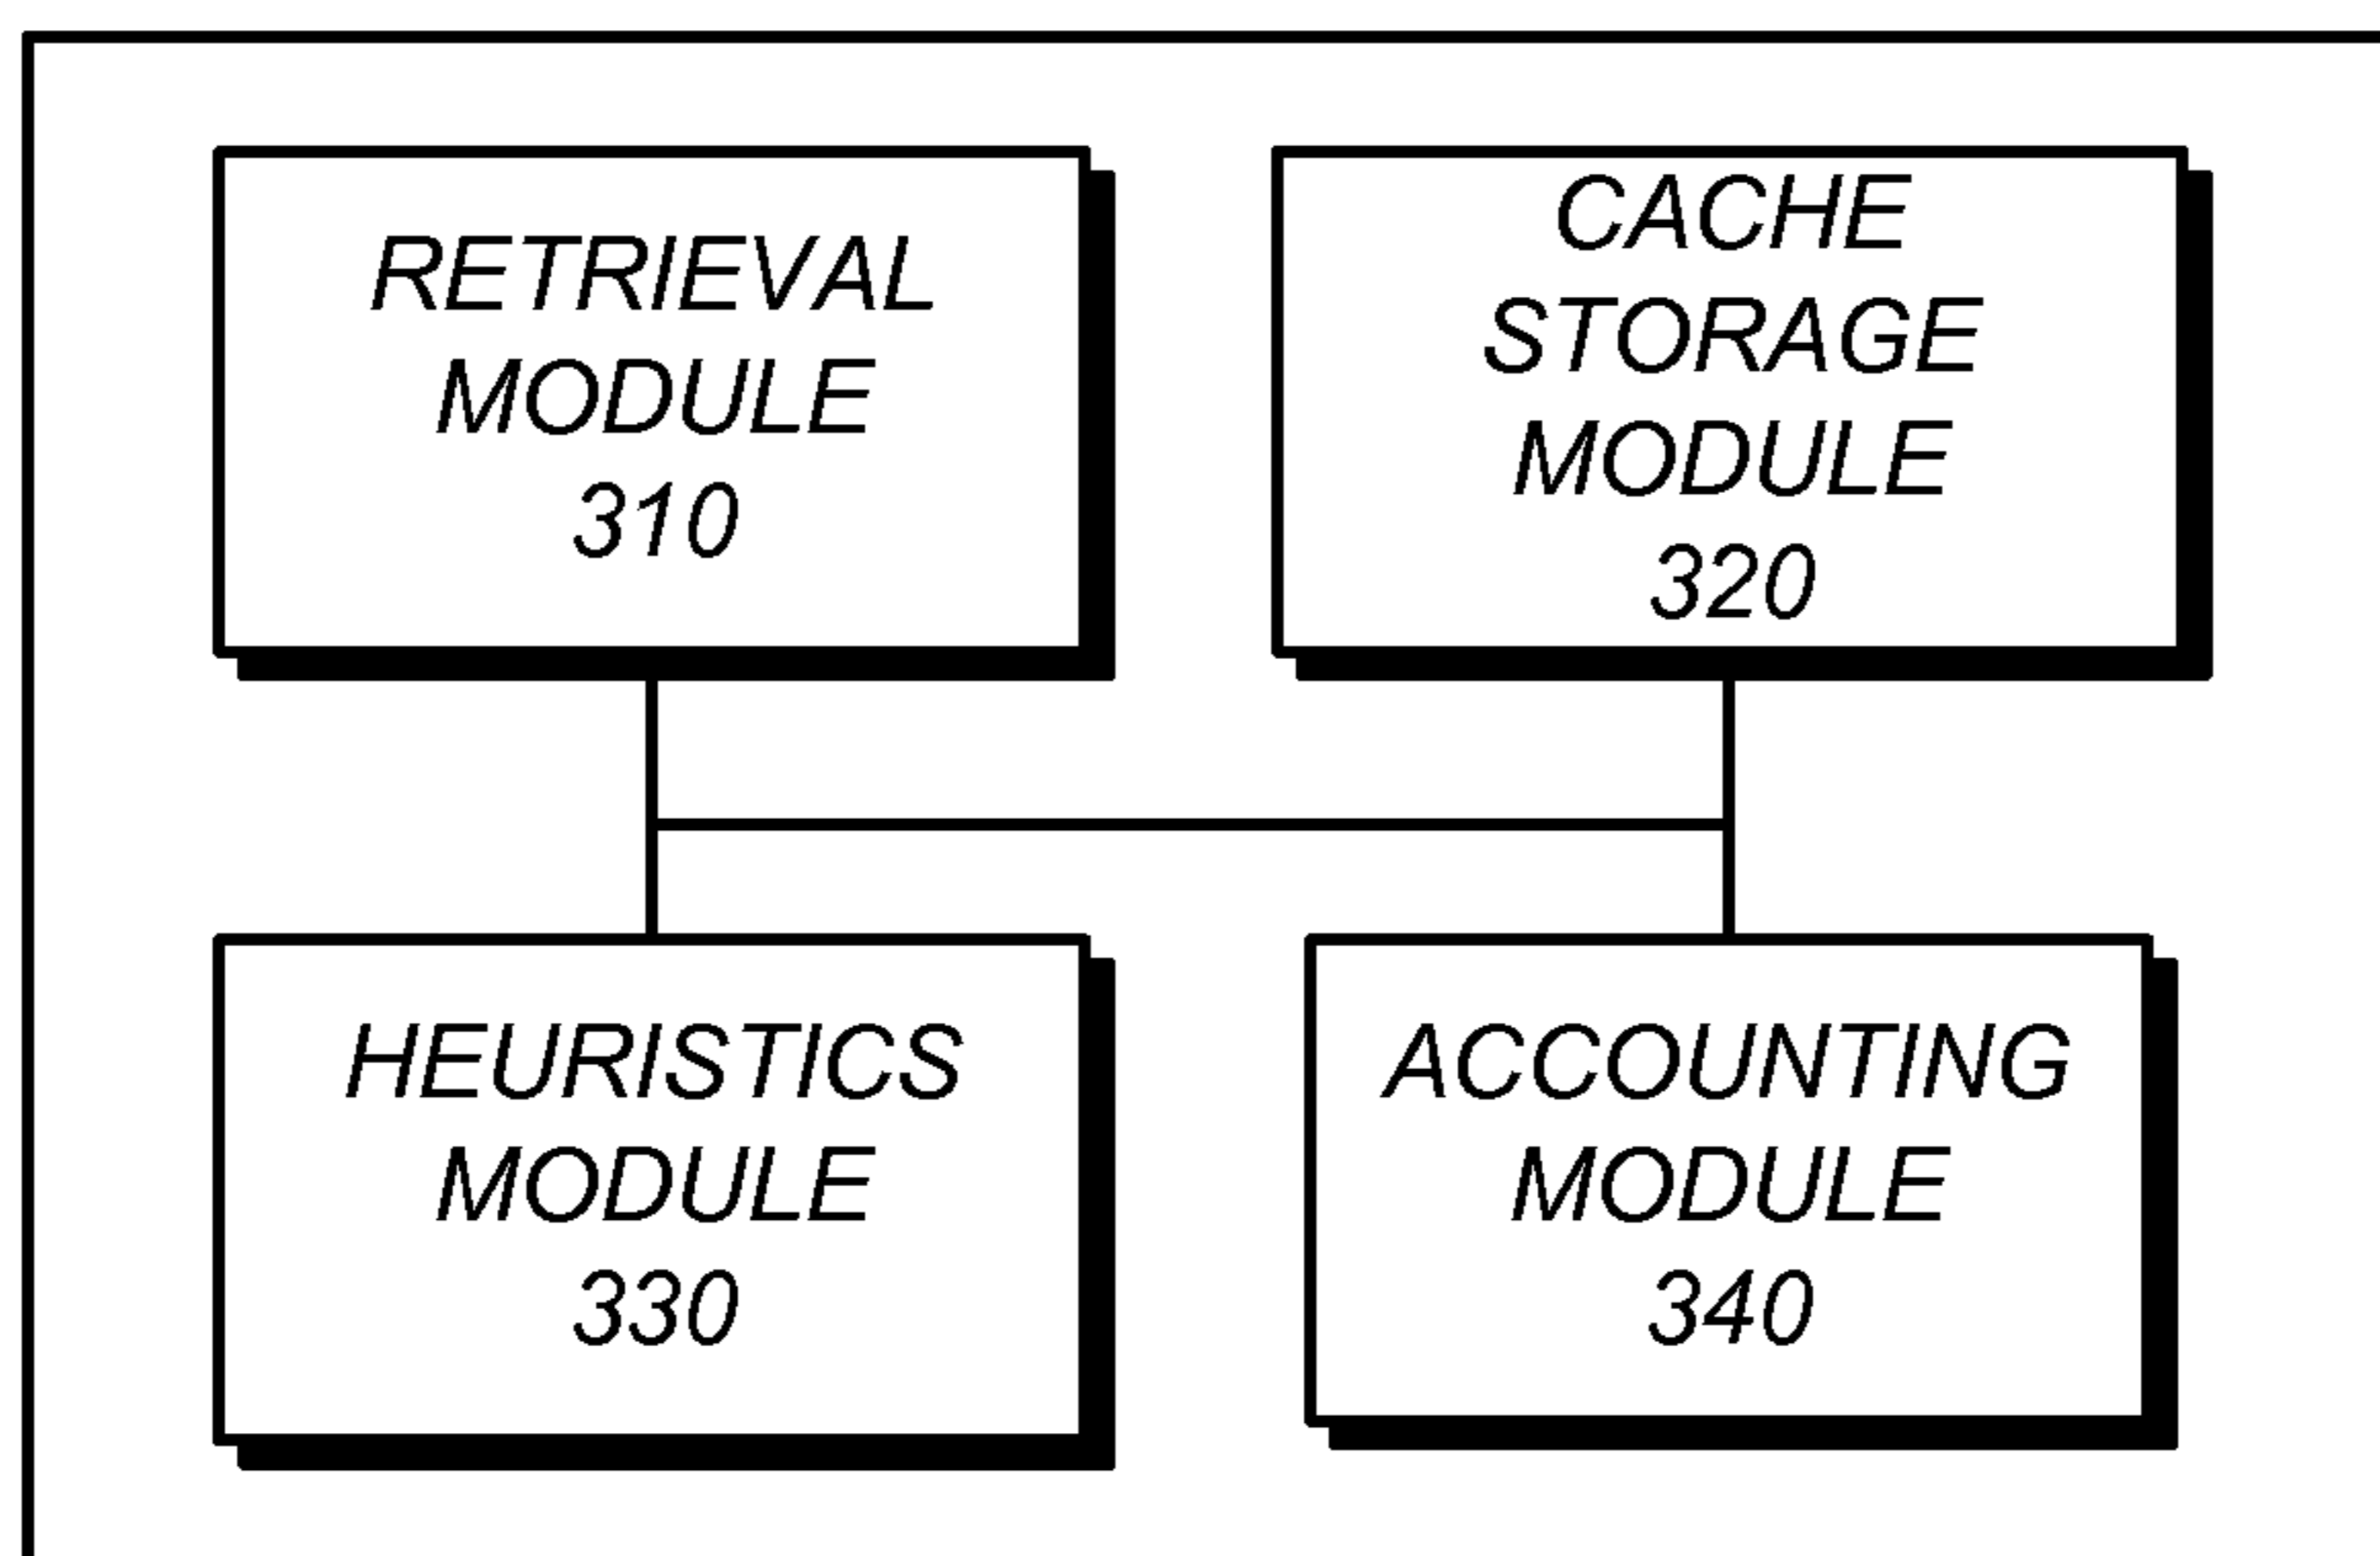 RETRIEVAL
MODULE
310
CACHE
STORAGE
MODULE
320
HEURISTICS
MODULE
330
ACCOUNTING
MODULE
340